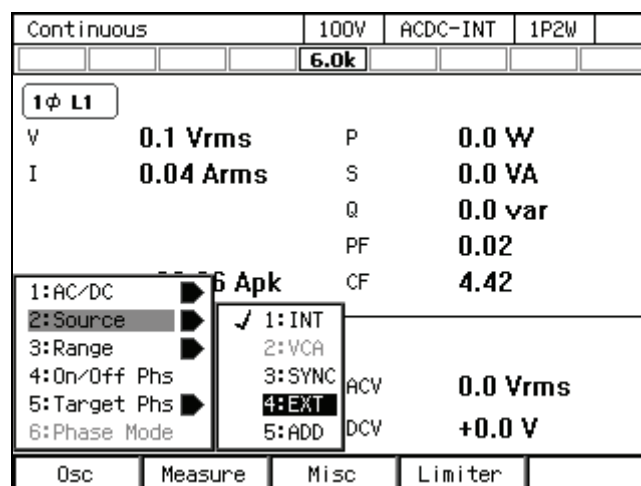 Continuous 100V ACDC-INT 1P2W
6.0k
1ϕ L1
V 0.1 Vrms P 0.0 W
I 0.04 Arms S 0.0 VA
Q 0.0 var
PF 0.02
Apk CF 4.42
1:AC/DC
2:Source
3:Range
4:On/Off Phs
5:Target Phs
6:Phase Mode
✓ 1:INT
2:VCA
3:SYNC
4:EXT
5:ADD
ACV 0.0 Vrms
DCV +0.0 V
Osc Measure Misc Limiter